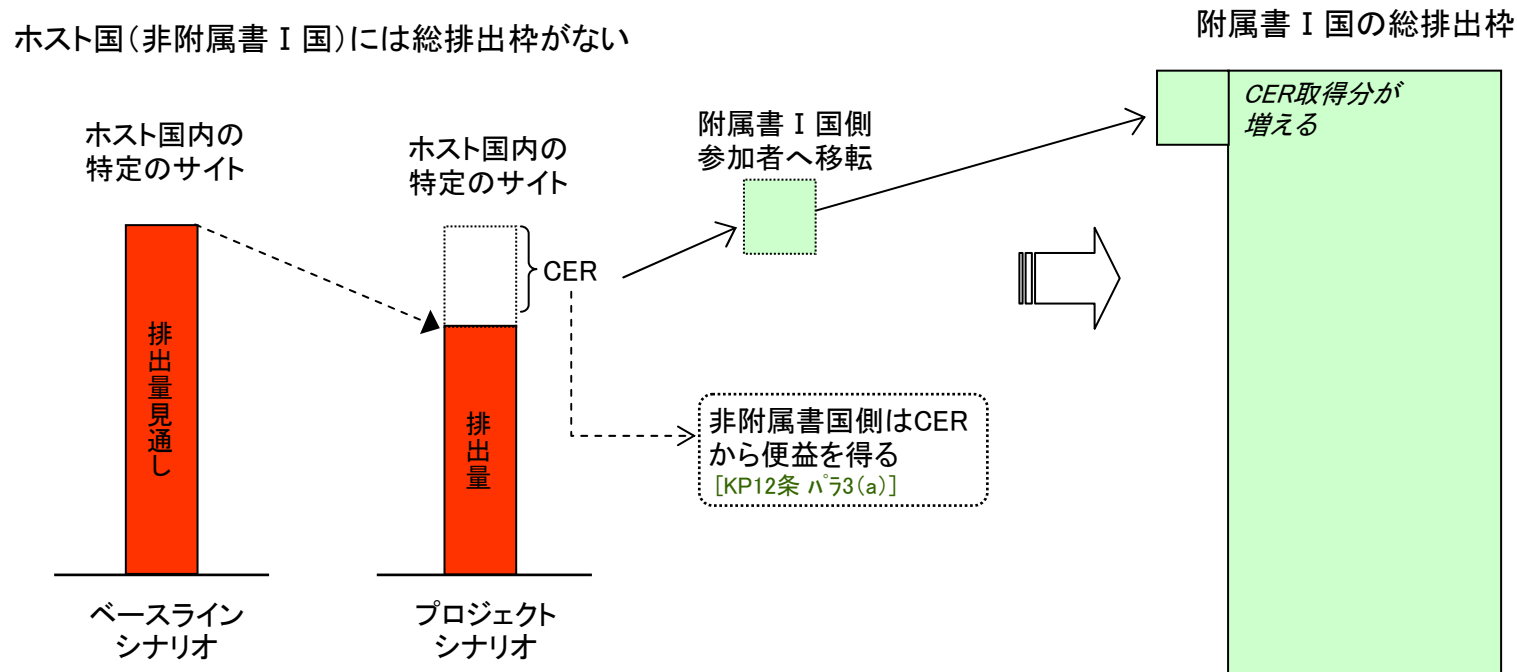 ホスト国(非附属書Ⅰ国)には総排出枠がない
附属書Ⅰ国の総排出枠
ホスト国内の
特定のサイト
ホスト国内の
特定のサイト
附属書Ⅰ国側
参加者へ移転
CER取得分が
増える
CER
排出量見通し
排出量
非附属書国側はCER
から便益を得る
[KP12条 パラ3(a)]
ベースライン
シナリオ
プロジェクト
シナリオ